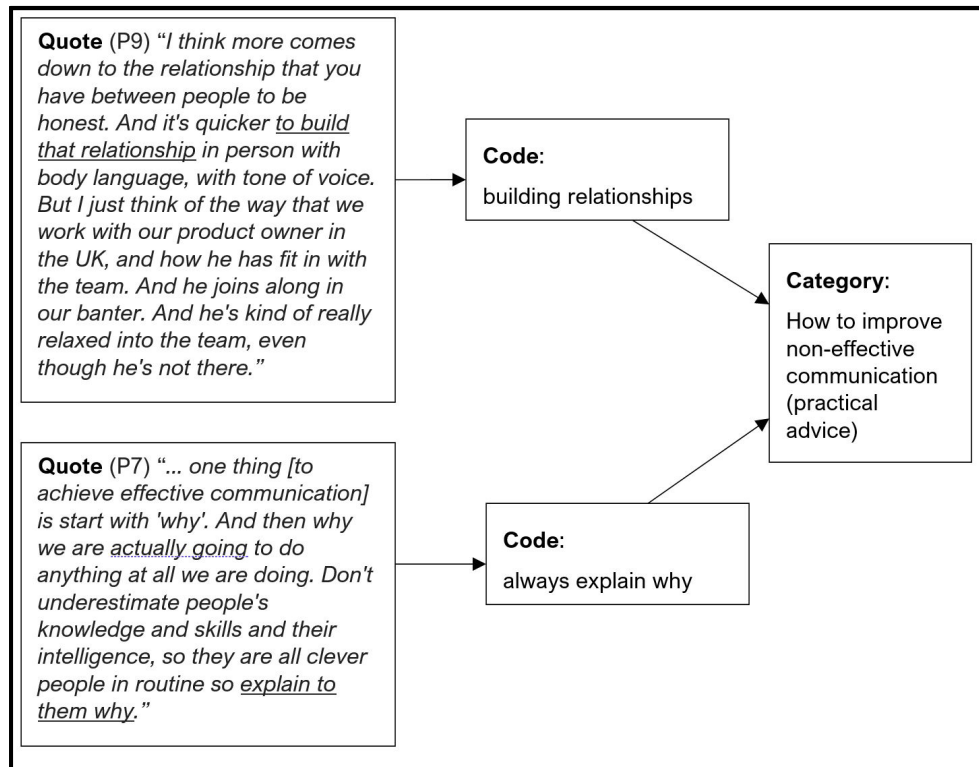 Quote (P9) “I think more comes
down to the relationship that you
have between people to be
honest. And it's quicker to build
that relationship in person with
body language, with tone of voice.
But I just think of the way that we
work with our product owner in
the UK, and how he has fit in with
the team. And he joins along in
our banter. And he's kind of really
relaxed into the team, even
though he's not there.”
Code:
building relationships
Quote (P7) “... one thing [to
achieve effective communication]
is start with 'why'. And then why
we are actually going to do
anything at all we are doing. Don't
underestimate people's
knowledge and skills and their
intelligence, so they are all clever
people in routine so explain to
them why.”
Code:
always explain why
Category:
How to improve
non-effective
communication
(practical
advice)